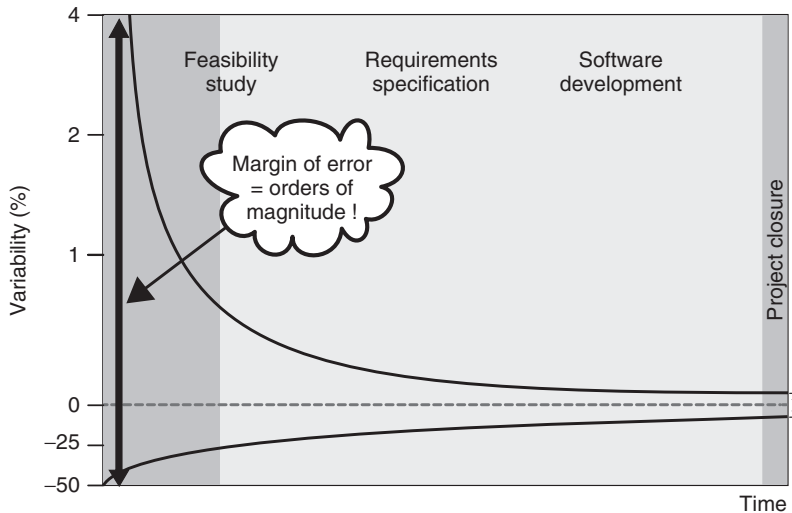 4
2
1
0
–25
–50
Variability (%)
Feasibility
study
Requirements
specification
Software
development
Margin of error
= orders of
magnitude !
Project closure
Time